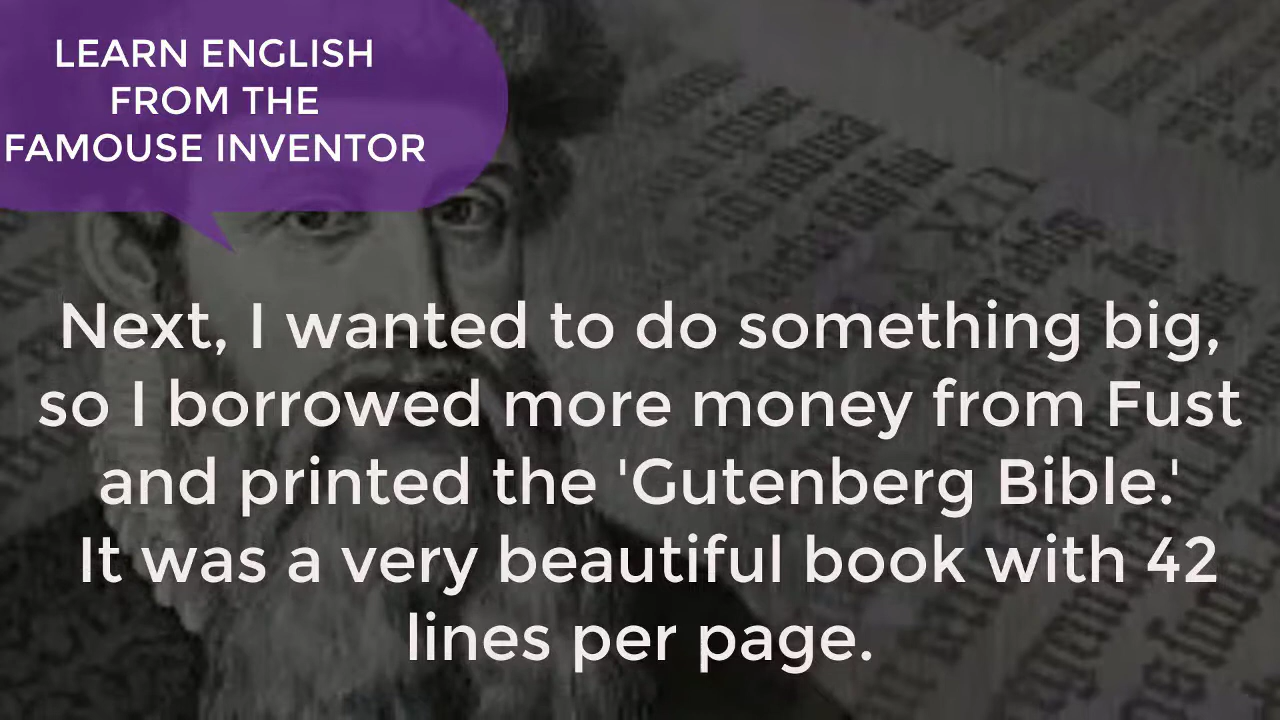 LEARN ENGLISH
FROM THE
FAMOUSE INVENTOR
Next, I wanted to do something big,
so I borrowed more money from Fust
and printed the 'Gutenberg Bible.'
It was a very beautiful book with 42
lines per page.